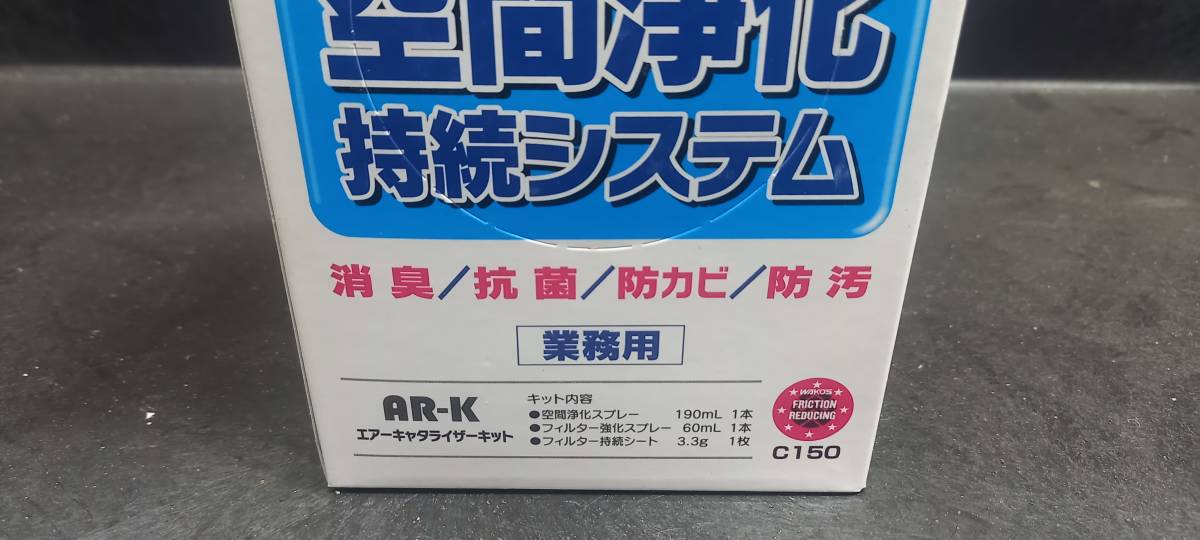 空間浄化
持続システム
消臭/抗菌/防カビ/防汚
業務用
AR-K
エアーキャタライザーキット
キット内容
●空間浄化スプレー 190mL 1本
●フィルター強化スプレー 60mL 1本
●フィルター持続シート 3.3g 1枚
WAKO'S
FRICTION
REDUCING
C150